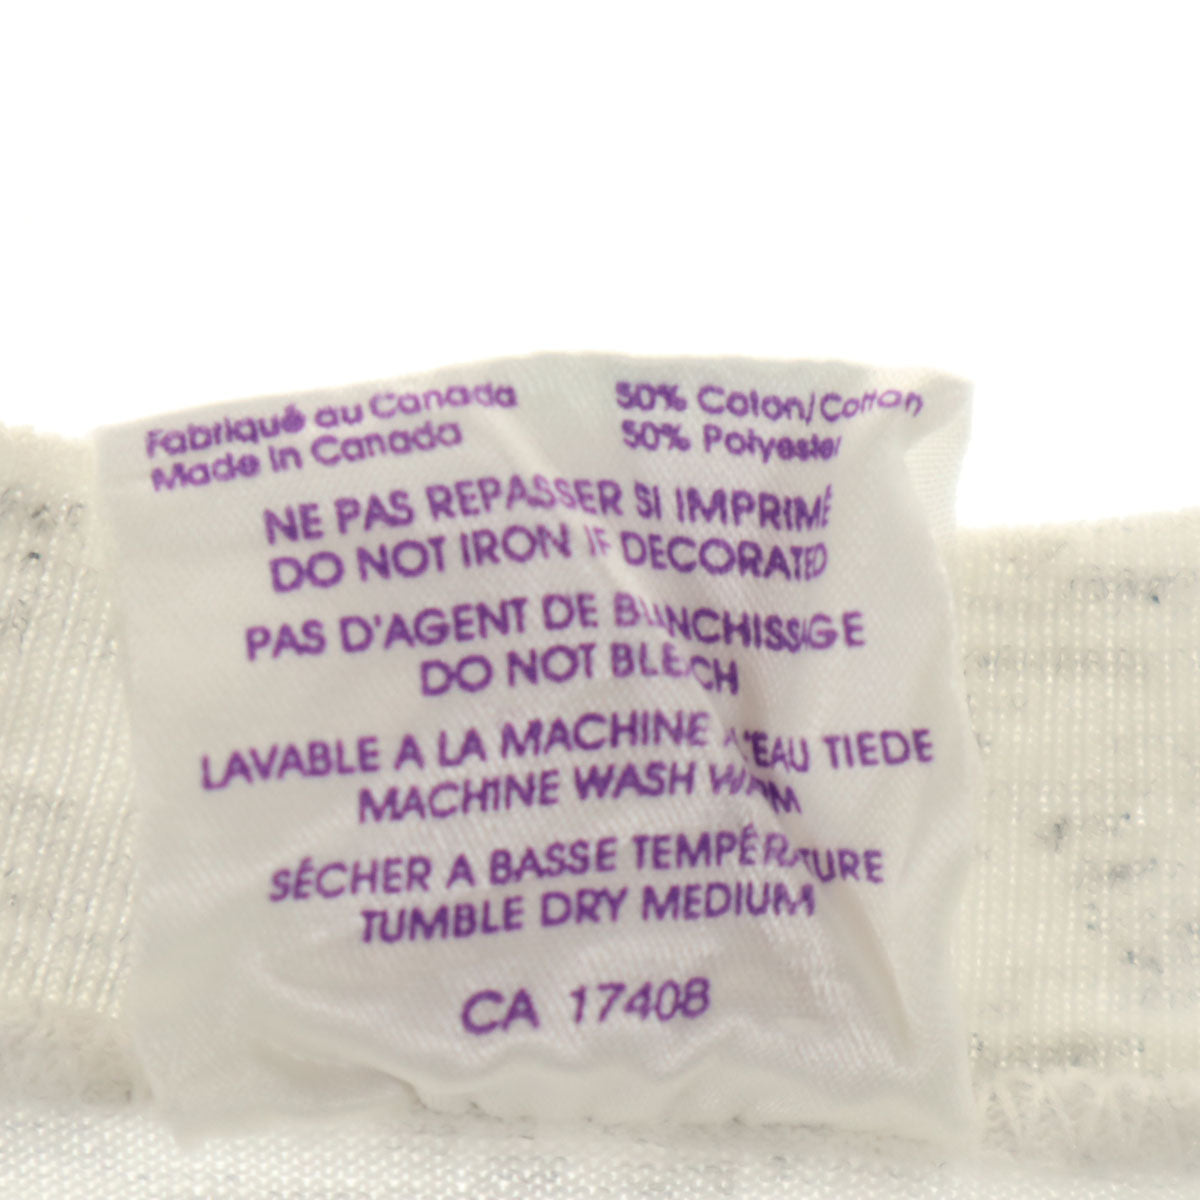 Fabriqué au Canada
Made in Canada
50% Coton/Cotton
50% Polyester
NE PAS REPASSER SI IMPRIMÉ
DO NOT IRON IF DECORATED
PAS D'AGENT DE BLANCHISSAGE
DO NOT BLEACH
LAVABLE A LA MACHINE A L'EAU TIEDE
MACHINE WASH WARM
SÉCHER A BASSE TEMPÉRATURE
TUMBLE DRY MEDIUM
CA 17408